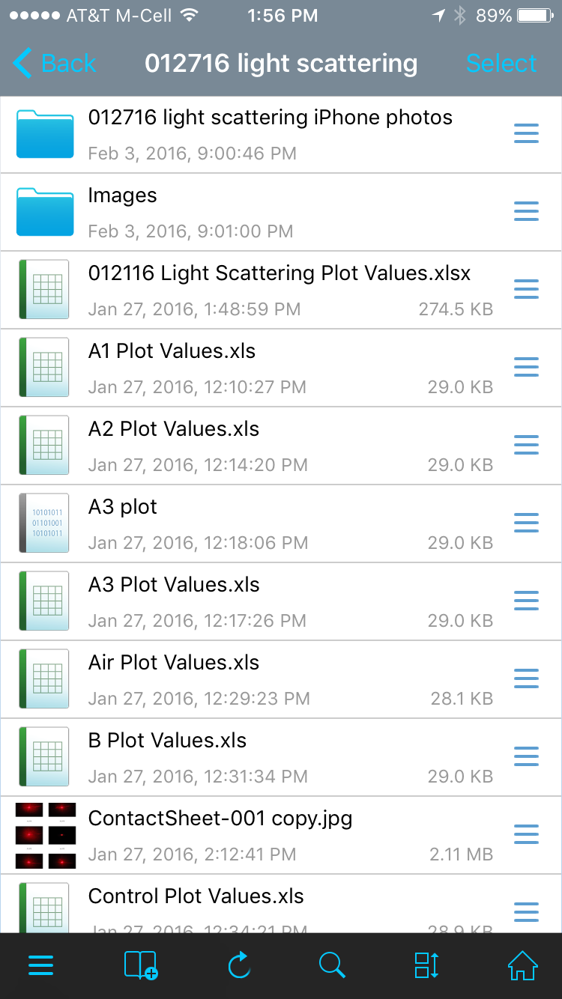 AT&T M-Cell 1:56 PM 89%
Back 012716 light scattering Select
012716 light scattering iPhone photos
Feb 3, 2016, 9:00:46 PM
Images
Feb 3, 2016, 9:01:00 PM
012116 Light Scattering Plot Values.xlsx
Jan 27, 2016, 1:48:59 PM 274.5 KB
A1 Plot Values.xls
Jan 27, 2016, 12:10:27 PM 29.0 KB
A2 Plot Values.xls
Jan 27, 2016, 12:14:20 PM 29.0 KB
10101011
01101001
10101011
A3 plot
Jan 27, 2016, 12:18:06 PM 29.0 KB
A3 Plot Values.xls
Jan 27, 2016, 12:17:26 PM 29.0 KB
Air Plot Values.xls
Jan 27, 2016, 12:29:23 PM 28.1 KB
B Plot Values.xls
Jan 27, 2016, 12:31:34 PM 29.0 KB
ContactSheet-001 copy.jpg
Jan 27, 2016, 2:12:41 PM 2.11 MB
Control Plot Values.xls
Jan 27, 2016, 12:34:21 PM 28.9 KB